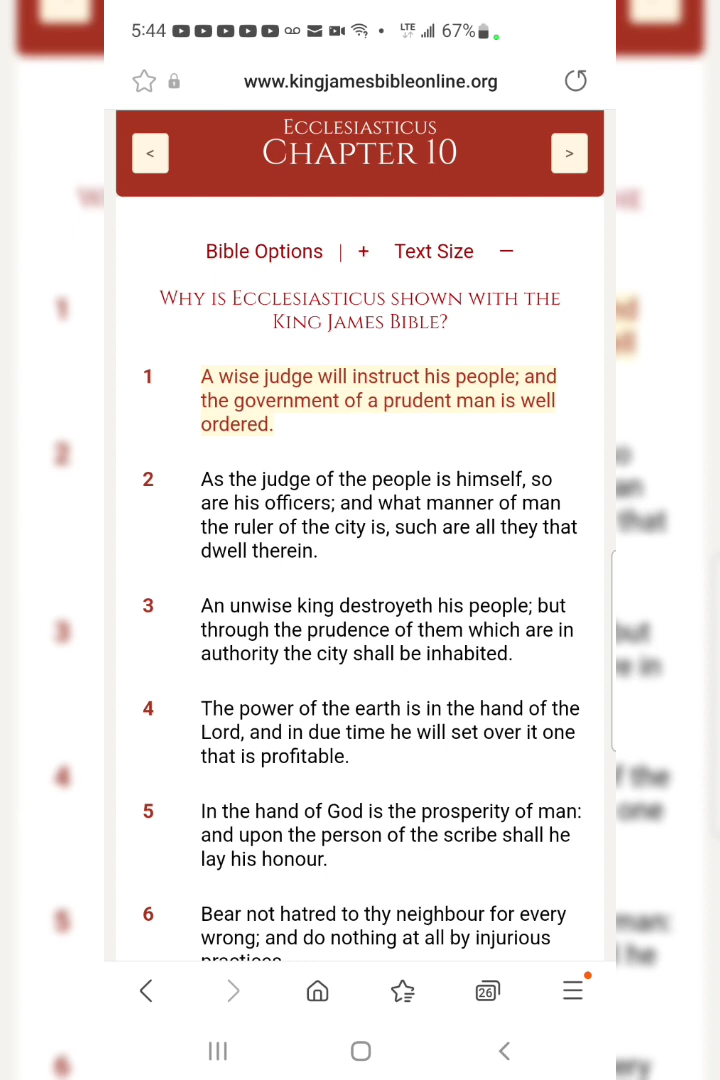 5:44 LTE 67%
www.kingjamesbibleonline.org
Ecclesiasticus
< Chapter 10 >
Bible Options | + Text Size −
Why is Ecclesiasticus shown with the
King James Bible?
1 A wise judge will instruct his people; and
the government of a prudent man is well
ordered.
2 As the judge of the people is himself, so
are his officers; and what manner of man
the ruler of the city is, such are all they that
dwell therein.
3 An unwise king destroyeth his people; but
through the prudence of them which are in
authority the city shall be inhabited.
4 The power of the earth is in the hand of the
Lord, and in due time he will set over it one
that is profitable.
5 In the hand of God is the prosperity of man:
and upon the person of the scribe shall he
lay his honour.
6 Bear not hatred to thy neighbour for every
wrong; and do nothing at all by injurious
practices
26